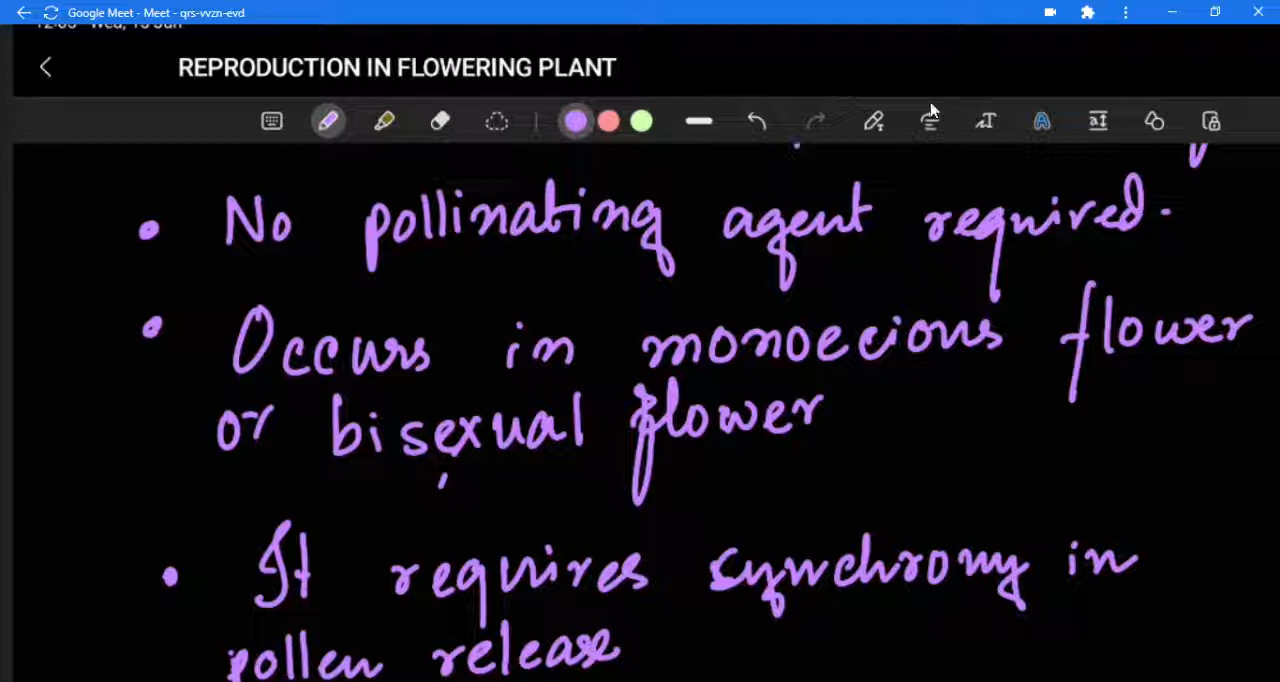 Google Meet - Meet - qrs-vvzn-evd
REPRODUCTION IN FLOWERING PLANT
• No pollinating agent required.
• Occurs in monoecious flower
or bisexual flower
• It requires synchrony in
pollen release